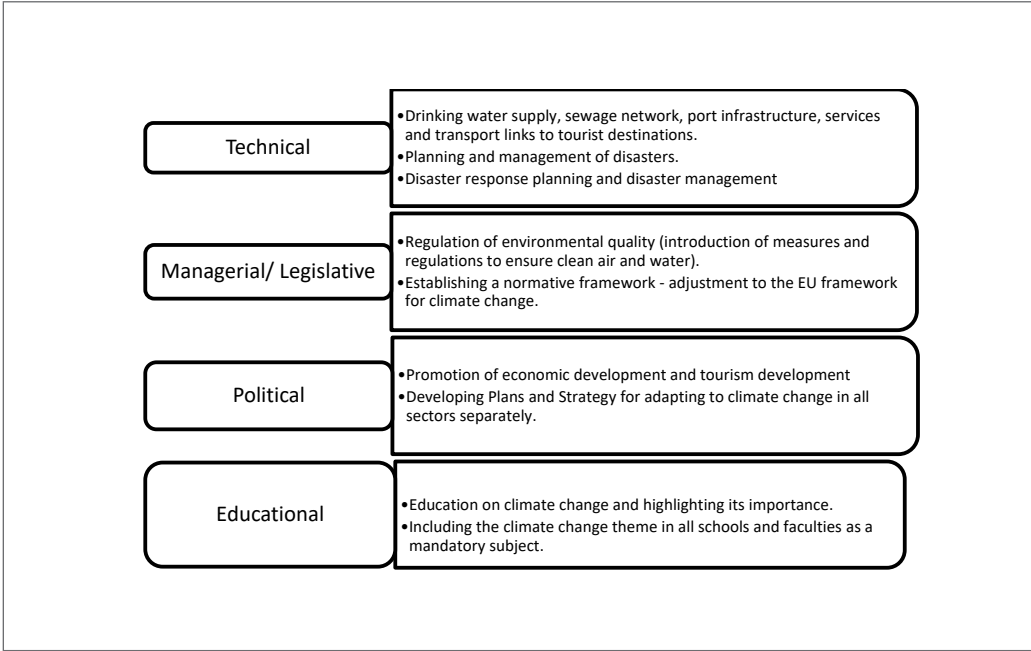 Technical
•Drinking water supply, sewage network, port infrastructure, services
and transport links to tourist destinations.
•Planning and management of disasters.
•Disaster response planning and disaster management
Managerial/ Legislative
•Regulation of environmental quality (introduction of measures and
regulations to ensure clean air and water).
•Establishing a normative framework - adjustment to the EU framework
for climate change.
Political
•Promotion of economic development and tourism development
•Developing Plans and Strategy for adapting to climate change in all
sectors separately.
Educational
•Education on climate change and highlighting its importance.
•Including the climate change theme in all schools and faculties as a
mandatory subject.